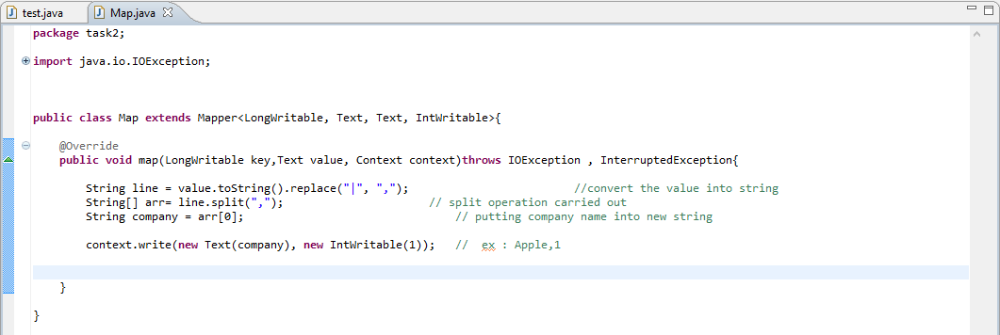 test.java Map.java
package task2;
import java.io.IOException;
public class Map extends Mapper<LongWritable, Text, Text, IntWritable>{
@Override
public void map(LongWritable key,Text value, Context context)throws IOException , InterruptedException{
String line = value.toString().replace("|", ","); //convert the value into string
String[] arr= line.split(","); // split operation carried out
String company = arr[0]; // putting company name into new string
context.write(new Text(company), new IntWritable(1)); // ex : Apple,1
}
}